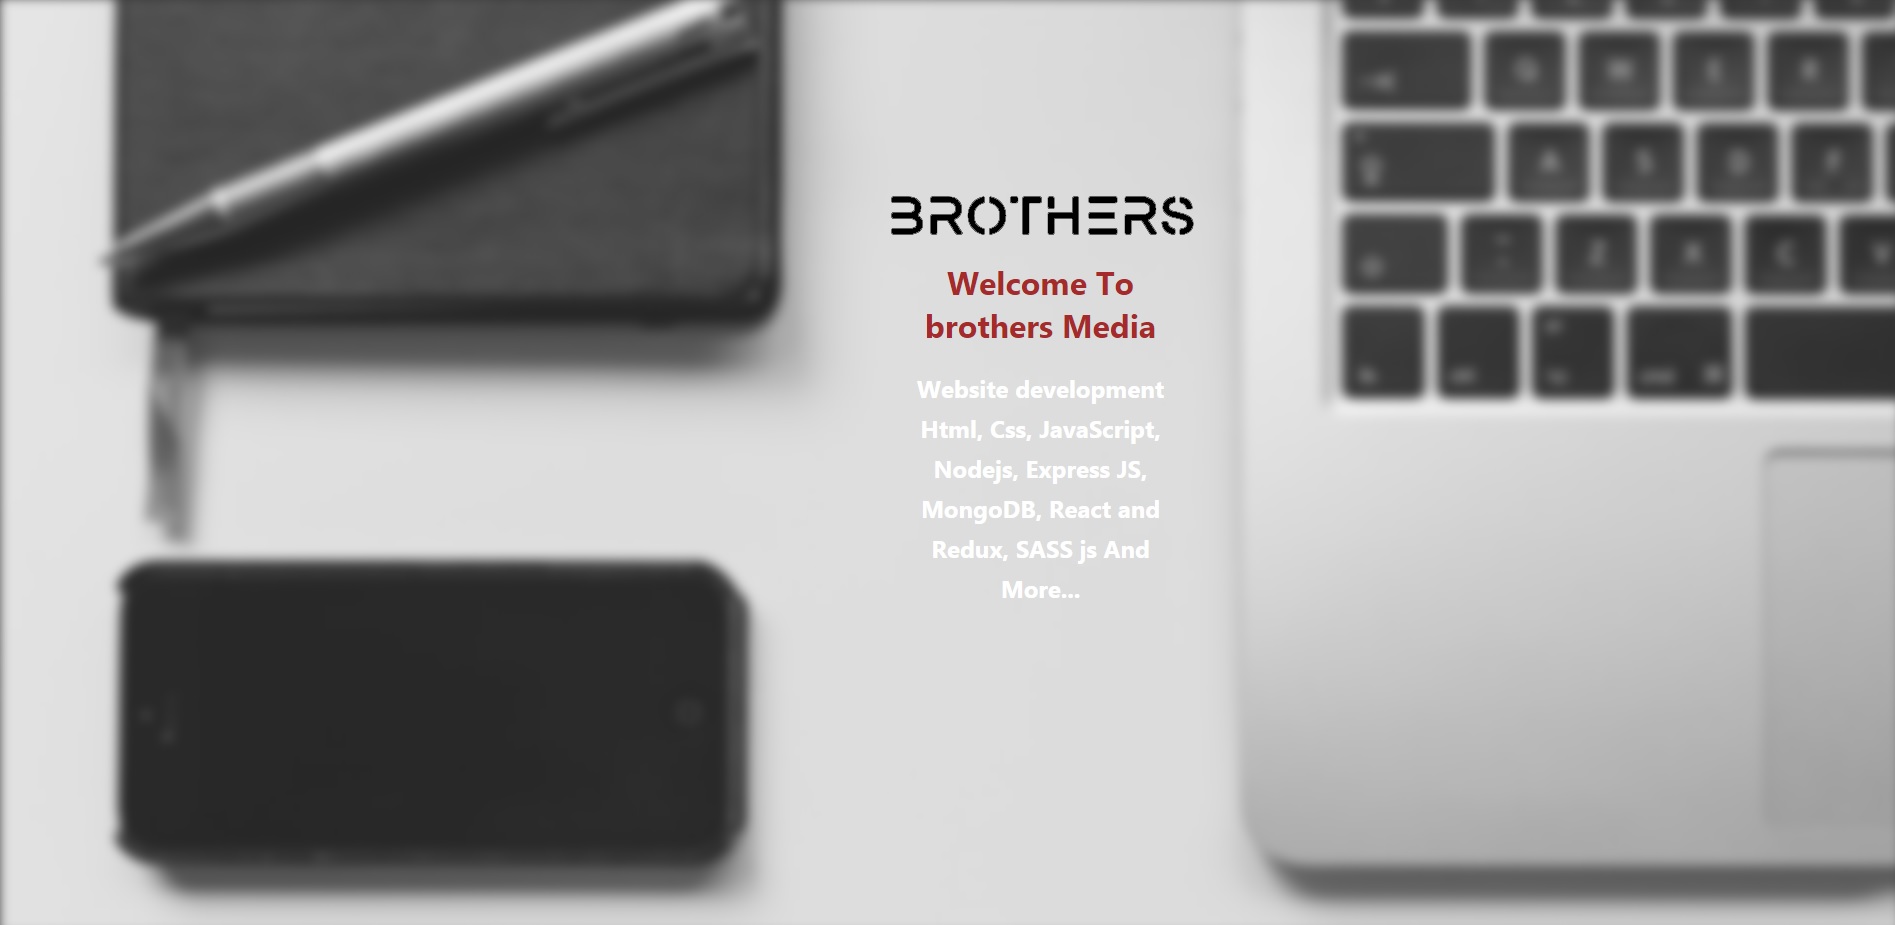 BROTHERS
Welcome To
brothers Media
Website development
Html, Css, JavaScript,
Nodejs, Express JS,
MongoDB, React and
Redux, SASS js And
More...
Q W E R
A S D F
Z X C V